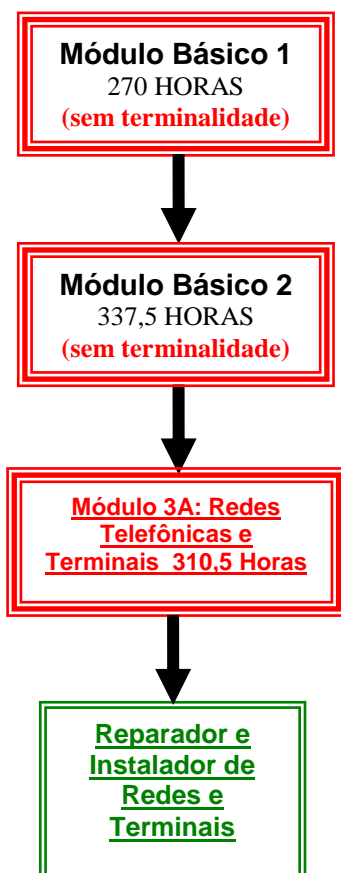 Módulo Básico 1
270 HORAS
(sem terminalidade)
Módulo Básico 2
337,5 HORAS
(sem terminalidade)
Módulo 3A: Redes
Telefônicas e
Terminais 310,5 Horas
Reparador e
Instalador de
Redes e
Terminais